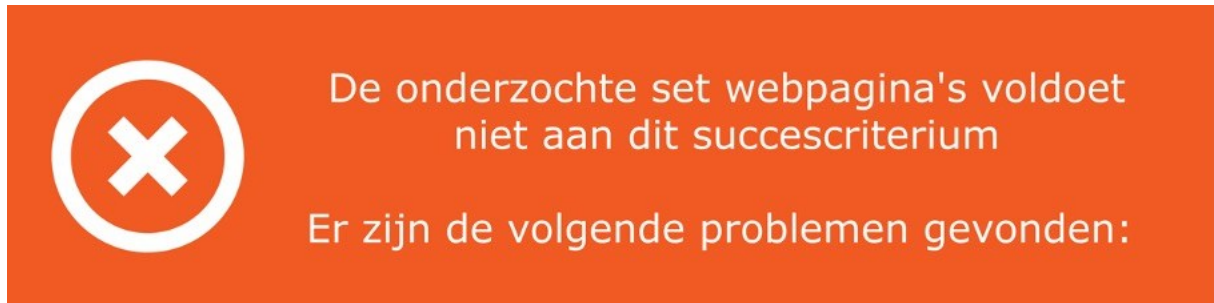 De onderzochte set webpagina's voldoet
niet aan dit succescriterium
Er zijn de volgende problemen gevonden: